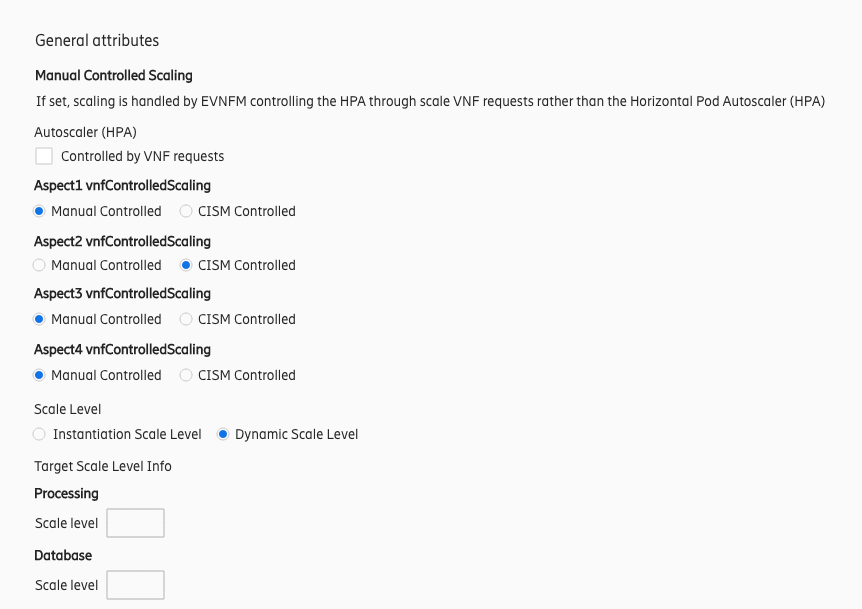 General attributes
Manual Controlled Scaling
If set, scaling is handled by EVNFM controlling the HPA through scale VNF requests rather than the Horizontal Pod Autoscaler (HPA)
Autoscaler (HPA)
Controlled by VNF requests
Aspect1 vnfControlledScaling
Manual Controlled CISM Controlled
Aspect2 vnfControlledScaling
Manual Controlled CISM Controlled
Aspect3 vnfControlledScaling
Manual Controlled CISM Controlled
Aspect4 vnfControlledScaling
Manual Controlled CISM Controlled
Scale Level
Instantiation Scale Level Dynamic Scale Level
Target Scale Level Info
Processing
Scale level
Database
Scale level